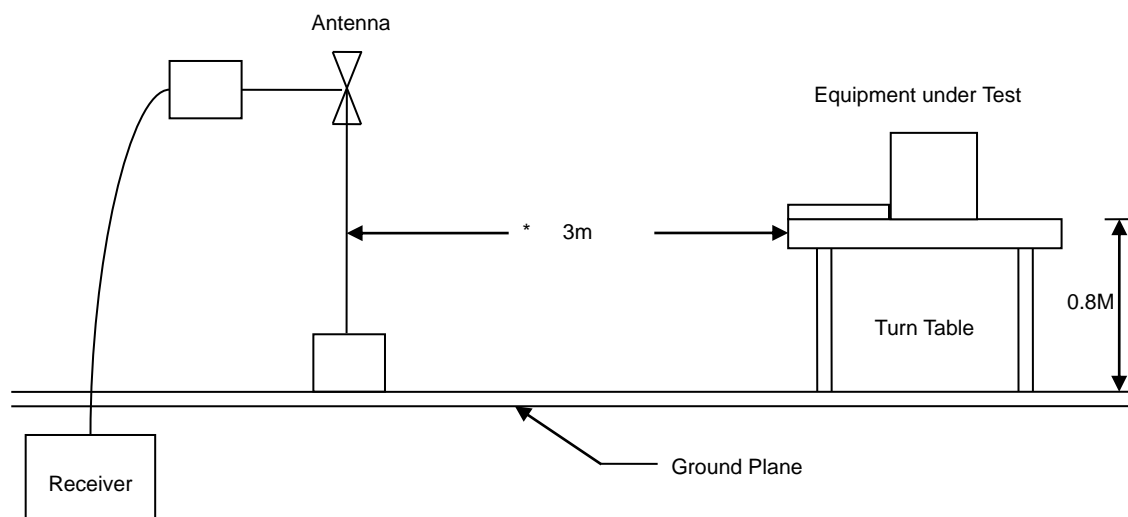 Antenna
Equipment under Test
* 3m
0.8M
Turn Table
Ground Plane
Receiver